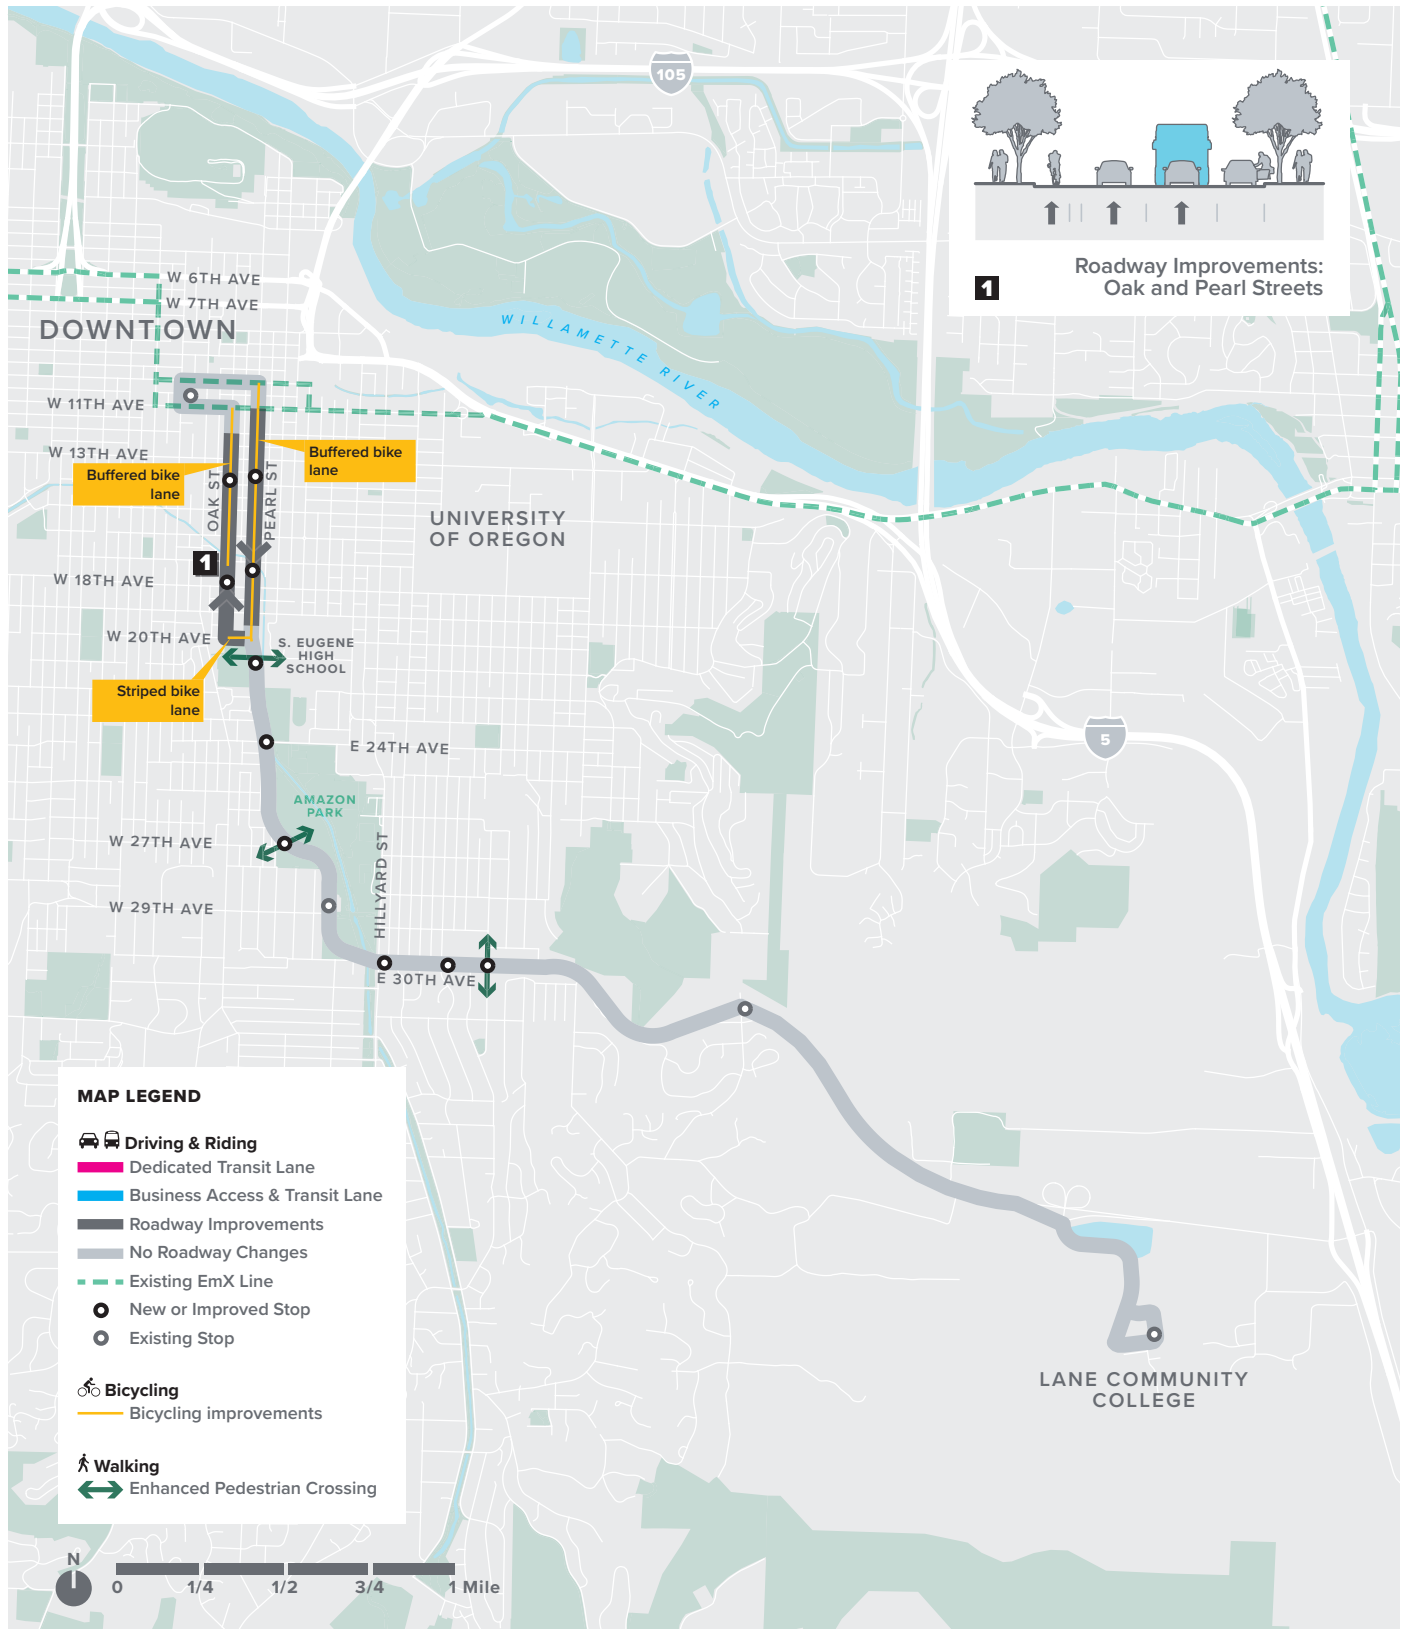 105
1
Roadway Improvements:
Oak and Pearl Streets
W 6TH AVE
W 7TH AVE
DOWNTOWN
WILLAMETTE RIVER
W 11TH AVE
W 13TH AVE
Buffered bike
lane
Buffered bike
lane
OAK ST
PEARL ST
UNIVERSITY
OF OREGON
1
W 18TH AVE
W 20TH AVE
S. EUGENE
HIGH
SCHOOL
Striped bike
lane
E 24TH AVE
5
AMAZON
PARK
W 27TH AVE
HILLYARD ST
W 29TH AVE
E 30TH AVE
MAP LEGEND
Driving & Riding
Dedicated Transit Lane
Business Access & Transit Lane
Roadway Improvements
No Roadway Changes
Existing EmX Line
New or Improved Stop
Existing Stop
Bicycling
Bicycling improvements
Walking
Enhanced Pedestrian Crossing
LANE COMMUNITY
COLLEGE
N
0 1/4 1/2 3/4 1 Mile